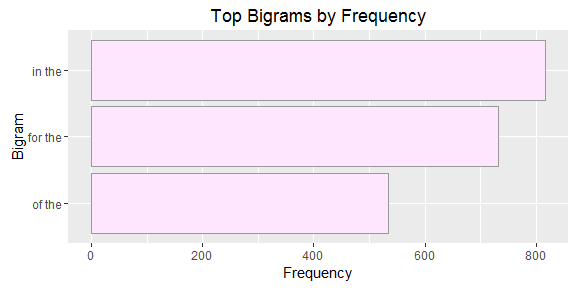 Top Bigrams by Frequency
Bigram
in the
for the
of the
0 200 400 600 800
Frequency